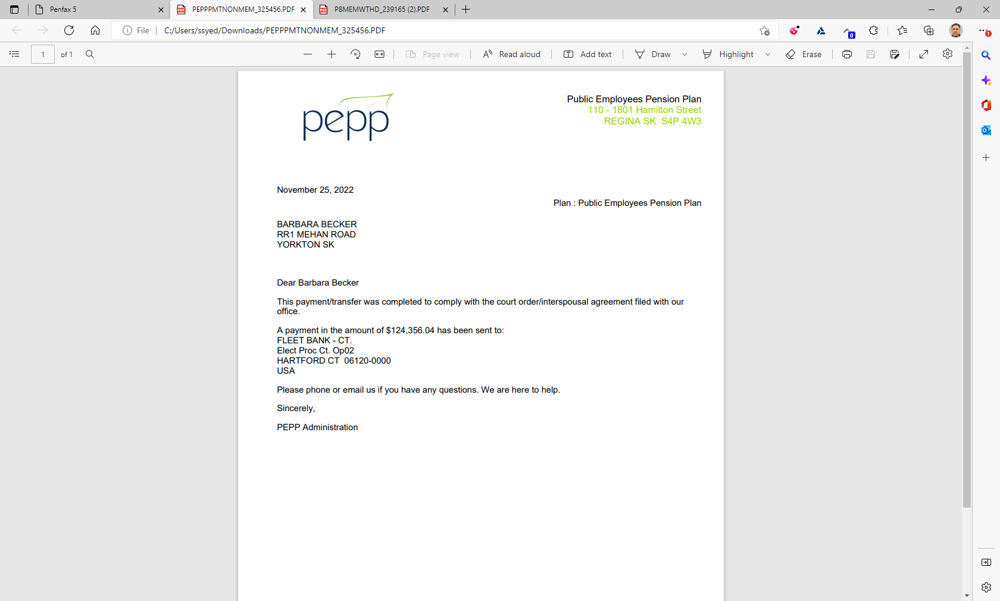 Penfax 5
PEPPPMTNONMEM_325456.PDF
P8MEMWTHD_239165 (2).PDF
File
C:/Users/ssyed/Downloads/PEPPPMTNONMEM_325456.PDF
0
1 of 1
Page view
Read aloud
Add text
Draw
Highlight
Erase
pepp
Public Employees Pension Plan
110 - 1801 Hamilton Street
REGINA SK S4P 4W3
November 25, 2022
Plan : Public Employees Pension Plan
BARBARA BECKER
RR1 MEHAN ROAD
YORKTON SK
Dear Barbara Becker
This payment/transfer was completed to comply with the court order/interspousal agreement filed with our
office.
A payment in the amount of $124,356.04 has been sent to:
FLEET BANK - CT.
Elect Proc Ct. Op02
HARTFORD CT 06120-0000
USA
Please phone or email us if you have any questions. We are here to help.
Sincerely,
PEPP Administration